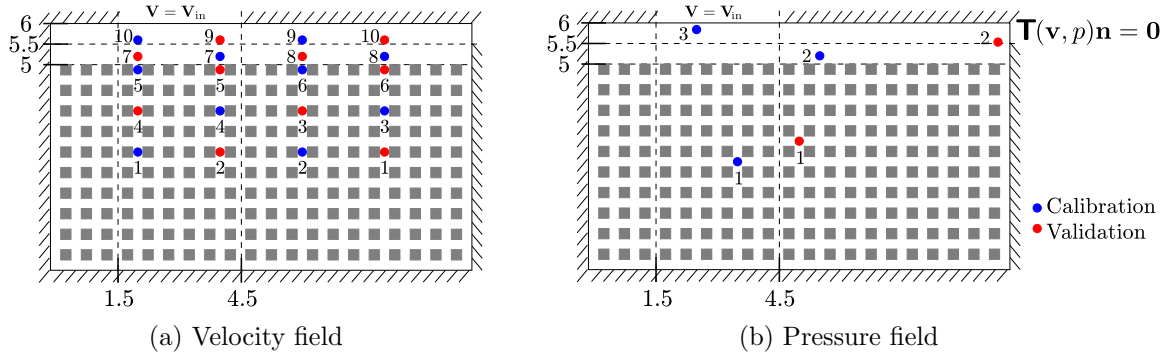 V = V_in
6
5.5
5
10 9 9 10
7 7 8 8
5 5 6 6
4 4 3 3
1 2 2 1
1.5 4.5
(a) Velocity field
V = V_in
6
5.5
5
3
2
2
T(v, p)n = 0
1
1
1.5 4.5
Calibration
Validation
(b) Pressure field